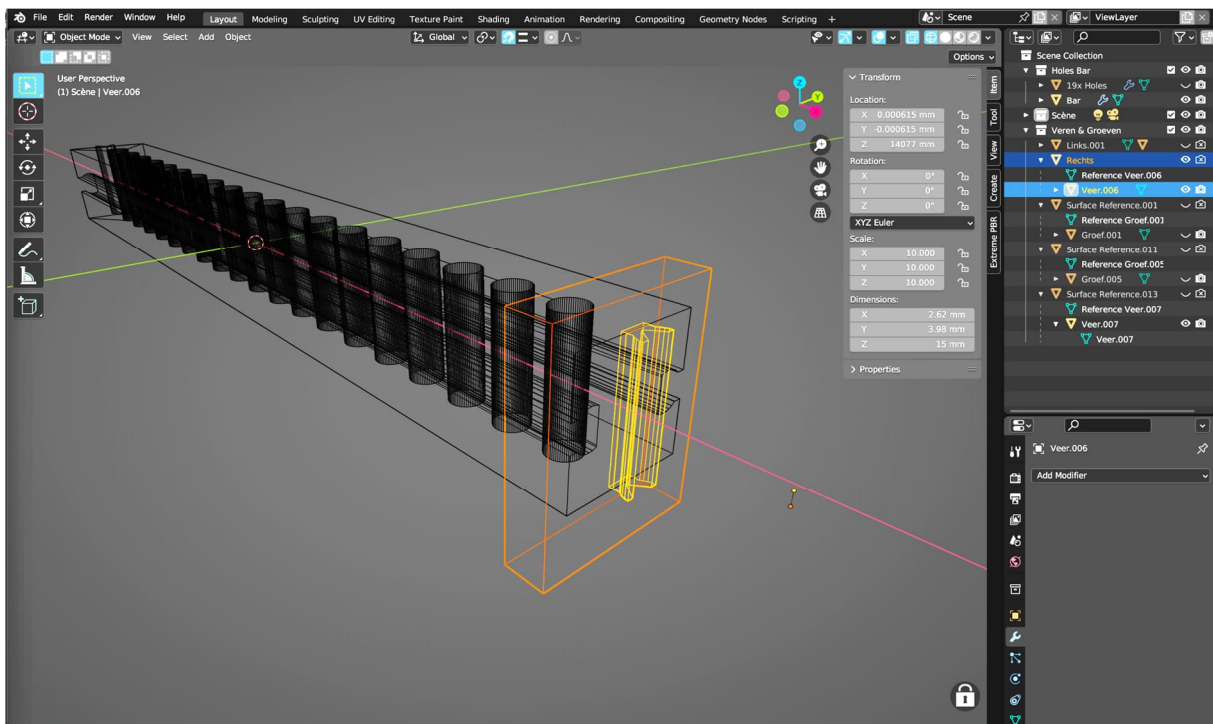 File Edit Render Window Help Layout Modeling Sculpting UV Editing Texture Paint Shading Animation Rendering Compositing Geometry Nodes Scripting + Scene ViewLayer
Object Mode View Select Add Object Global
Options
User Perspective
(1) Scène | Veer.006
Transform
Location:
X 0.000615 mm
Y -0.000615 mm
Z 14077 mm
Rotation:
X 0°
Y 0°
Z 0°
XYZ Euler
Scale:
X 10.000
Y 10.000
Z 10.000
Dimensions:
X 2.62 mm
Y 3.98 mm
Z 15 mm
Properties
Item
Tool
View
Create
Extreme PBR
Z
Y
Scene Collection
Holes Bar
19x Holes
Bar
Scène
Veren & Groeven
Links.001
Rechts
Reference Veer.006
Veer.006
Surface Reference.001
Reference Groef.001
Groef.001
Surface Reference.011
Reference Groef.005
Groef.005
Surface Reference.013
Reference Veer.007
Veer.007
Veer.007
Veer.006
Add Modifier